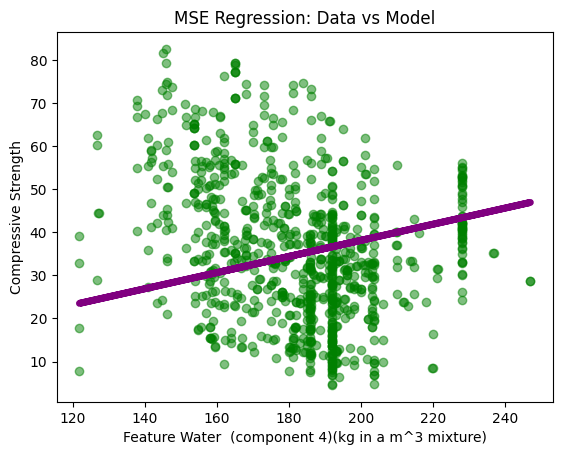 MSE Regression: Data vs Model
Compressive Strength
80
70
60
50
40
30
20
10
120 140 160 180 200 220 240
Feature Water  (component 4)(kg in a m^3 mixture)